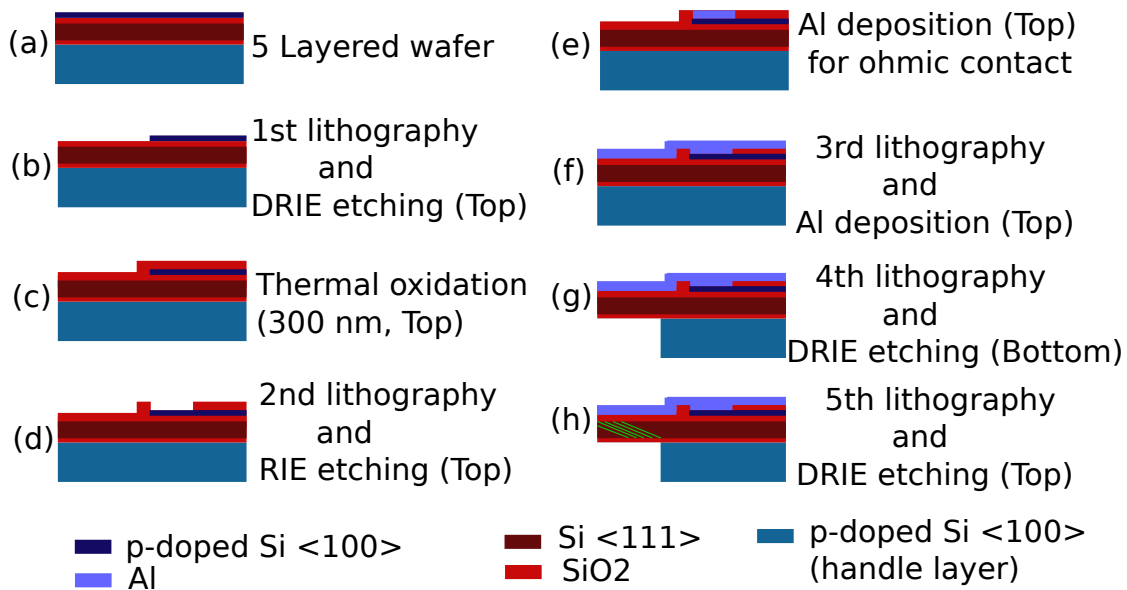 (a)
5 Layered wafer
(b)
1st lithography
and
DRIE etching (Top)
(c)
Thermal oxidation
(300 nm, Top)
(d)
2nd lithography
and
RIE etching (Top)
(e)
Al deposition (Top)
for ohmic contact
(f)
3rd lithography
and
Al deposition (Top)
(g)
4th lithography
and
DRIE etching (Bottom)
(h)
5th lithography
and
DRIE etching (Top)
p-doped Si <100>
Al
Si <111>
SiO2
p-doped Si <100>
(handle layer)